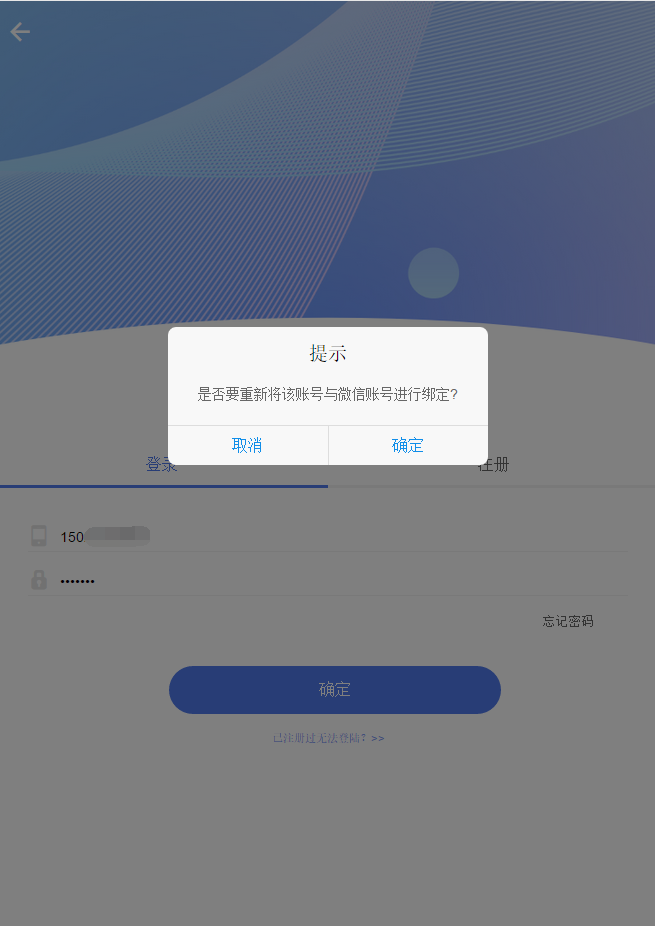 提示
是否要重新将该账号与微信账号进行绑定?
取消
确定
登录
注册
150
•••••••
忘记密码
确定
已注册过无法登陆? >>